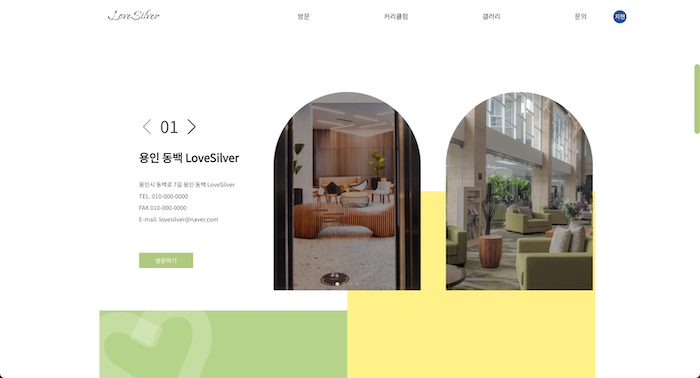 LoveSilver
방문
커리큘럼
갤러리
문의
지현
01
용인 동백 LoveSilver
용인시 동백로 7길 용인 동백 LoveSilver
TEL. 010-000-0000
FAX.010-000-0000
E-mail. lovesilver@naver.com
방문하기